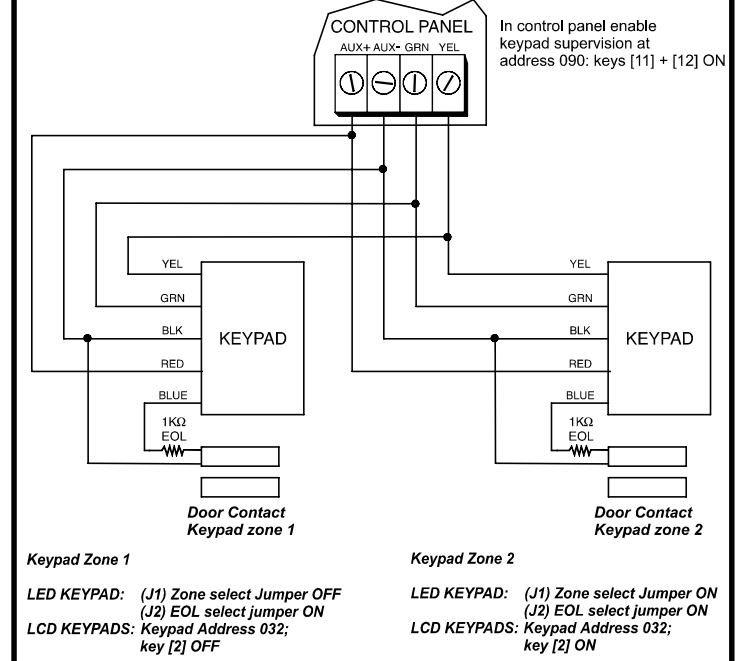 CONTROL PANEL
AUX+ AUX- GRN YEL
In control panel enable
keypad supervision at
address 090: keys [11] + [12] ON
YEL
GRN
BLK
RED
BLUE
KEYPAD
1KΩ
EOL
Door Contact
Keypad zone 1
YEL
GRN
BLK
RED
BLUE
KEYPAD
1KΩ
EOL
Door Contact
Keypad zone 2
Keypad Zone 1
LED KEYPAD: (J1) Zone select Jumper OFF
(J2) EOL select jumper ON
LCD KEYPADS: Keypad Address 032;
key [2] OFF
Keypad Zone 2
LED KEYPAD: (J1) Zone select Jumper ON
(J2) EOL select jumper ON
LCD KEYPADS: Keypad Address 032;
key [2] ON